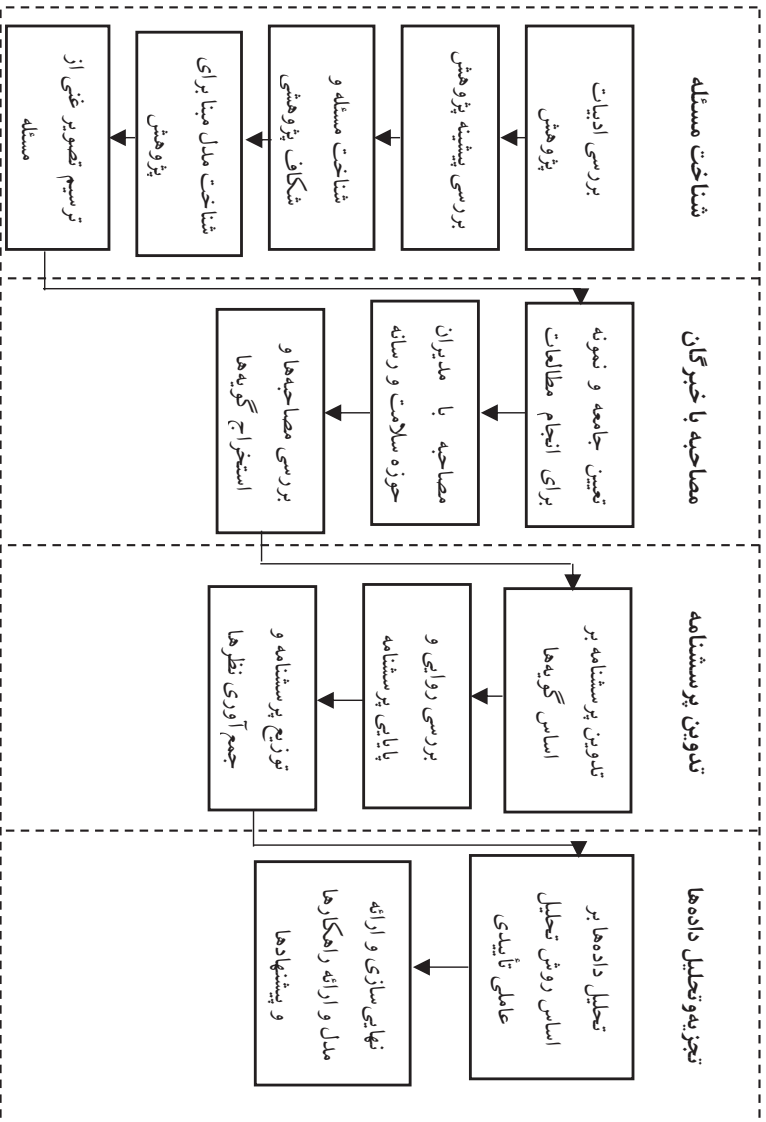 شناخت مسئله
بررسی ادبیات
پژوهش
بررسی پیشینه پژوهش
شناخت مسئله و
شکاف پژوهشی
شناخت مدل مبنا برای
پژوهش
ترسیم تصویر غنی از
مسئله
مصاحبه با خبرگان
تعیین جامعه و نمونه
برای انجام مطالعات
مصاحبه با مدیران
حوزه سلامت و رسانه
بررسی مصاحبه‌ها و
استخراج گویه‌ها
تدوین پرسشنامه
تدوین پرسشنامه بر
اساس گویه‌ها
بررسی روایی و
پایایی پرسشنامه
توزیع پرسشنامه و
جمع آوری نظرها
تجزیه‌وتحلیل داده‌ها
تحلیل داده‌ها بر
اساس روش تحلیل
عاملی تأییدی
نهایی‌سازی و ارائه
مدل و ارائه راهکارها
و پیشنهادها